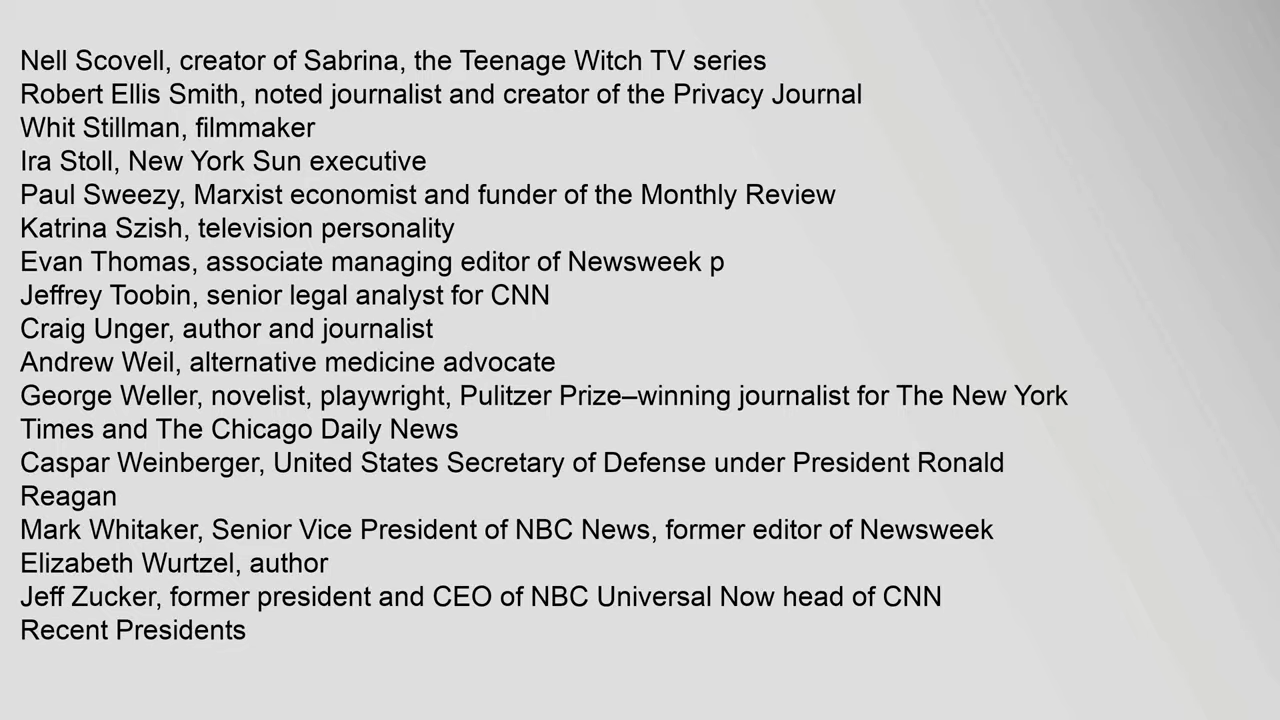 Nell Scovell, creator of Sabrina, the Teenage Witch TV series
Robert Ellis Smith, noted journalist and creator of the Privacy Journal
Whit Stillman, filmmaker
Ira Stoll, New York Sun executive
Paul Sweezy, Marxist economist and funder of the Monthly Review
Katrina Szish, television personality
Evan Thomas, associate managing editor of Newsweek p
Jeffrey Toobin, senior legal analyst for CNN
Craig Unger, author and journalist
Andrew Weil, alternative medicine advocate
George Weller, novelist, playwright, Pulitzer Prize–winning journalist for The New York
Times and The Chicago Daily News
Caspar Weinberger, United States Secretary of Defense under President Ronald
Reagan
Mark Whitaker, Senior Vice President of NBC News, former editor of Newsweek
Elizabeth Wurtzel, author
Jeff Zucker, former president and CEO of NBC Universal Now head of CNN
Recent Presidents